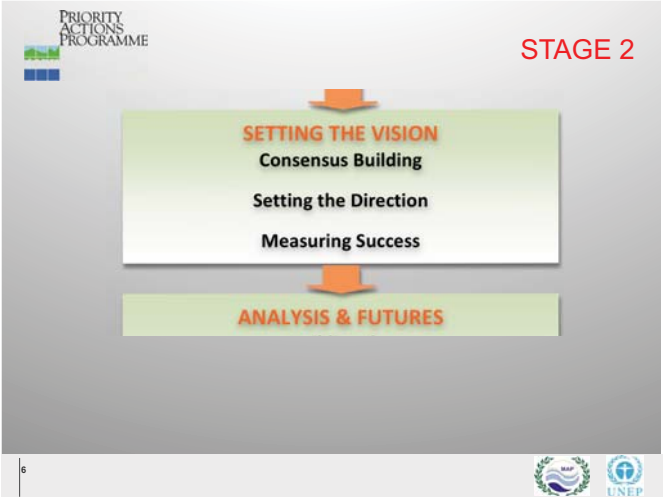 PRIORITY
ACTIONS
PROGRAMME
STAGE 2
SETTING THE VISION
Consensus Building
Setting the Direction
Measuring Success
ANALYSIS & FUTURES
6
MAP
UNEP